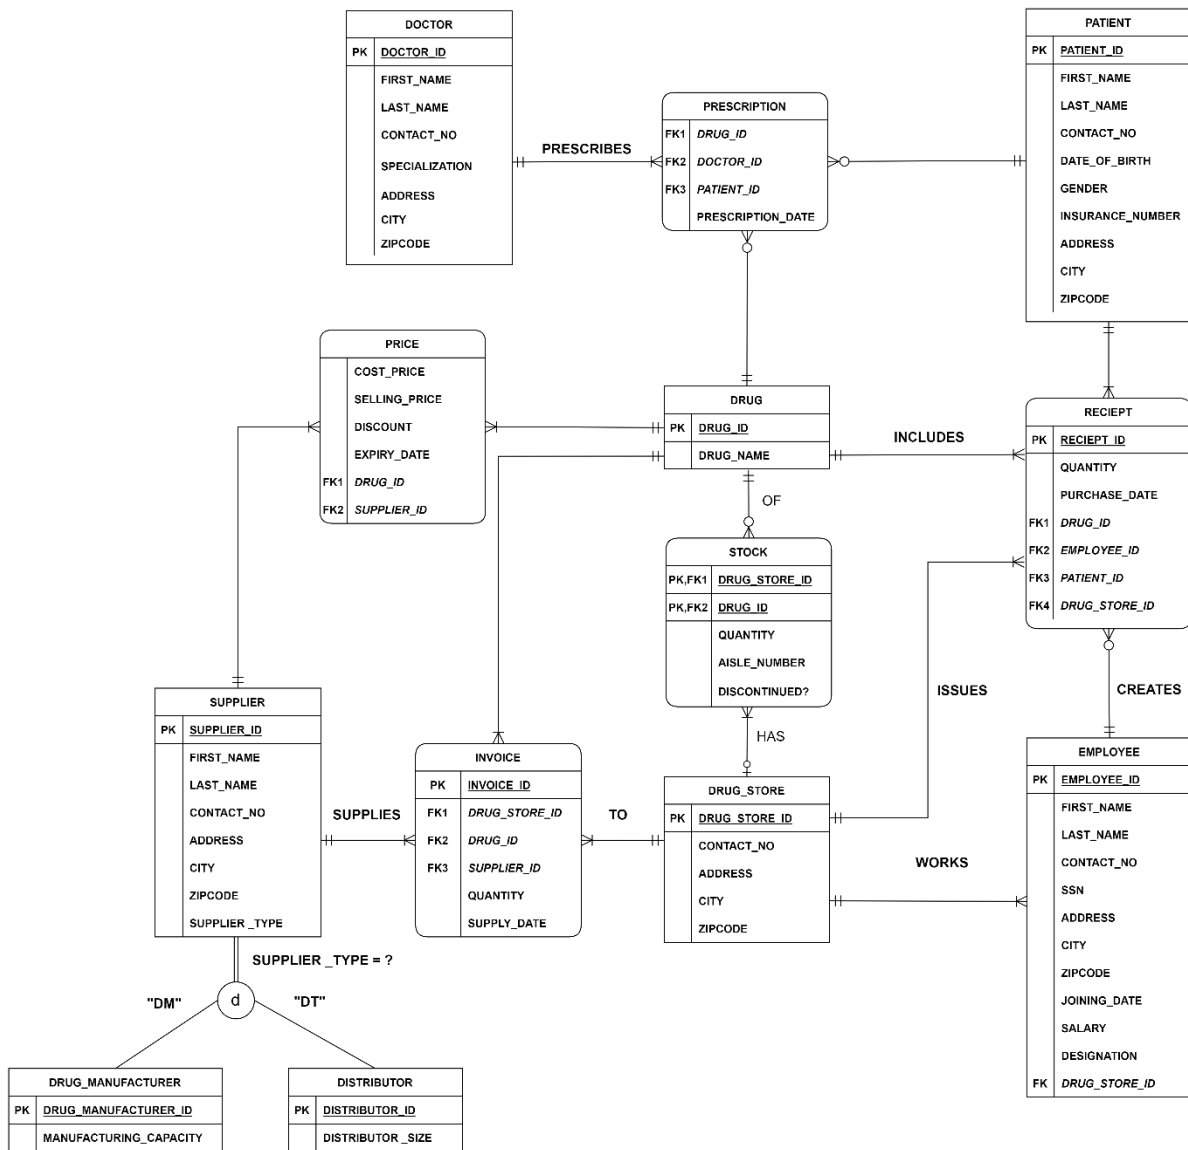 DOCTOR
PK DOCTOR_ID
FIRST_NAME
LAST_NAME
CONTACT_NO
SPECIALIZATION
ADDRESS
CITY
ZIPCODE
PRESCRIBES
PRESCRIPTION
FK1 DRUG_ID
FK2 DOCTOR_ID
FK3 PATIENT_ID
PRESCRIPTION_DATE
PATIENT
PK PATIENT_ID
FIRST_NAME
LAST_NAME
CONTACT_NO
DATE_OF_BIRTH
GENDER
INSURANCE_NUMBER
ADDRESS
CITY
ZIPCODE
PRICE
COST_PRICE
SELLING_PRICE
DISCOUNT
EXPIRY_DATE
FK1 DRUG_ID
FK2 SUPPLIER_ID
DRUG
PK DRUG_ID
DRUG_NAME
INCLUDES
OF
RECIEPT
PK RECIEPT_ID
QUANTITY
PURCHASE_DATE
FK1 DRUG_ID
FK2 EMPLOYEE_ID
FK3 PATIENT_ID
FK4 DRUG_STORE_ID
STOCK
PK,FK1 DRUG_STORE_ID
PK,FK2 DRUG_ID
QUANTITY
AISLE_NUMBER
DISCONTINUED?
HAS
ISSUES
CREATES
SUPPLIER
PK SUPPLIER_ID
FIRST_NAME
LAST_NAME
CONTACT_NO
ADDRESS
CITY
ZIPCODE
SUPPLIER _TYPE
SUPPLIES
INVOICE
PK INVOICE_ID
FK1 DRUG_STORE_ID
FK2 DRUG_ID
FK3 SUPPLIER_ID
QUANTITY
SUPPLY_DATE
TO
DRUG_STORE
PK DRUG_STORE_ID
CONTACT_NO
ADDRESS
CITY
ZIPCODE
WORKS
EMPLOYEE
PK EMPLOYEE_ID
FIRST_NAME
LAST_NAME
CONTACT_NO
SSN
ADDRESS
CITY
ZIPCODE
JOINING_DATE
SALARY
DESIGNATION
FK DRUG_STORE_ID
SUPPLIER _TYPE = ?
"DM"
d
"DT"
DRUG_MANUFACTURER
PK DRUG_MANUFACTURER_ID
MANUFACTURING_CAPACITY
DISTRIBUTOR
PK DISTRIBUTOR_ID
DISTRIBUTOR _SIZE